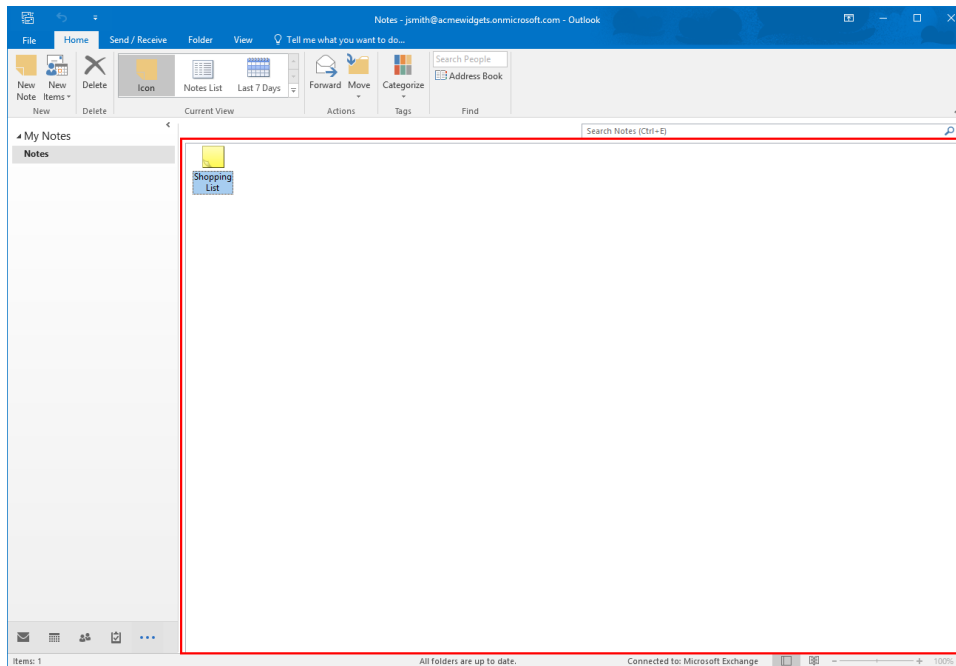 Notes - jsmith@acmewidgets.onmicrosoft.com - Outlook
File Home Send / Receive Folder View Tell me what you want to do...
Search People
Address Book
New Note
New Items
Delete
Icon
Notes List
Last 7 Days
Forward
Move
Categorize
New Delete Current View Actions Tags Find
My Notes
Search Notes (Ctrl+E)
Notes
Shopping
List
Items: 1 All folders are up to date. Connected to: Microsoft Exchange 100%